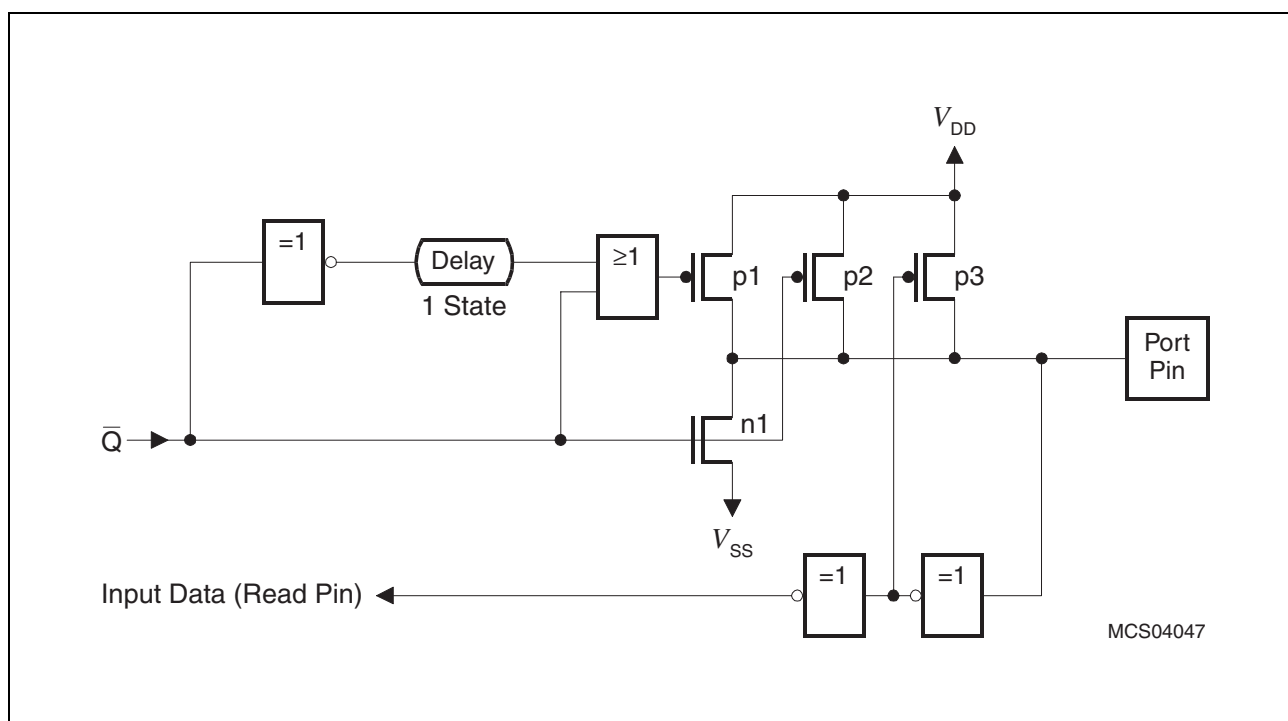 V_DD
=1
Delay
1 State
≥1
p1
p2
p3
Port
Pin
Q̅
n1
V_SS
=1
=1
Input Data (Read Pin)
MCS04047